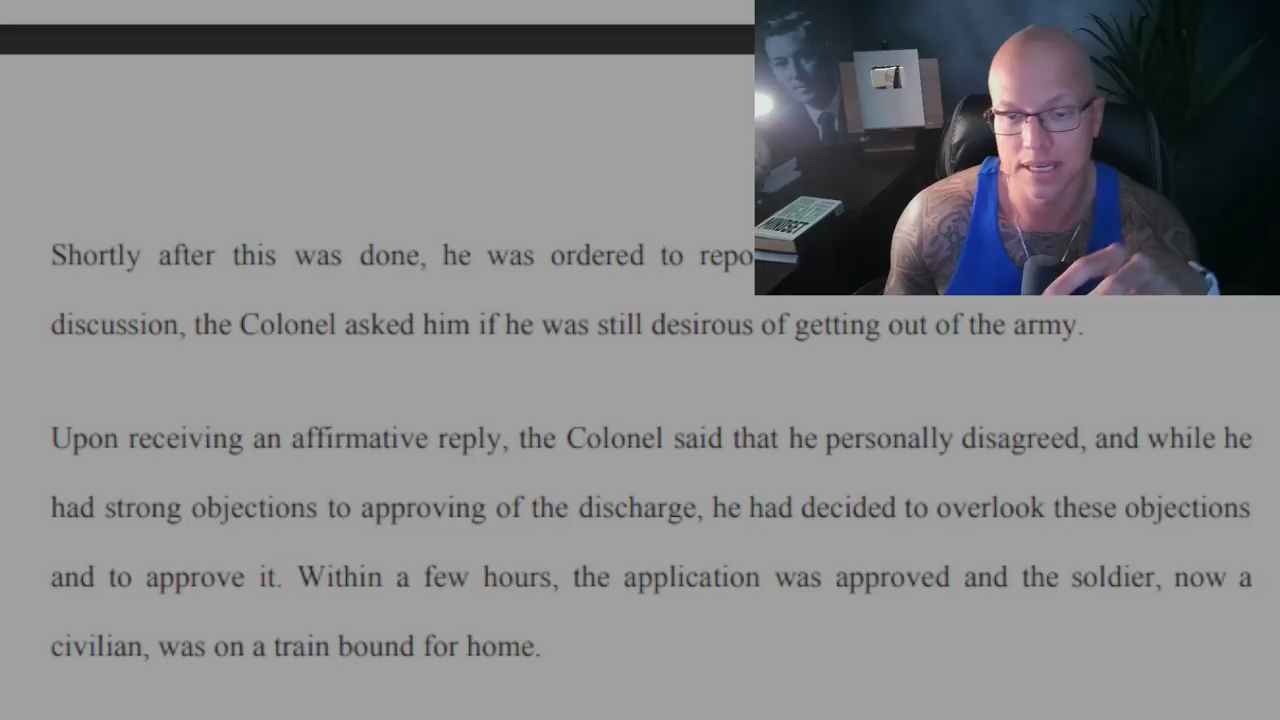 Shortly after this was done, he was ordered to repo
discussion, the Colonel asked him if he was still desirous of getting out of the army.
Upon receiving an affirmative reply, the Colonel said that he personally disagreed, and while he
had strong objections to approving of the discharge, he had decided to overlook these objections
and to approve it. Within a few hours, the application was approved and the soldier, now a
civilian, was on a train bound for home.
MINDSET